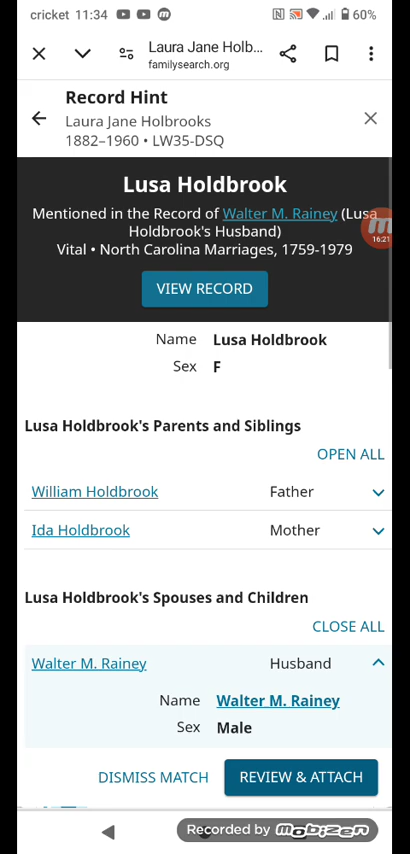 cricket 11:34 60%
Laura Jane Holb...
familysearch.org
Record Hint
Laura Jane Holbrooks
1882–1960 • LW35-DSQ
Lusa Holdbrook
Mentioned in the Record of Walter M. Rainey (Lusa
Holdbrook's Husband)
Vital • North Carolina Marriages, 1759-1979
16:21
VIEW RECORD
Name Lusa Holdbrook
Sex F
Lusa Holdbrook's Parents and Siblings
OPEN ALL
William Holdbrook Father
Ida Holdbrook Mother
Lusa Holdbrook's Spouses and Children
CLOSE ALL
Walter M. Rainey Husband
Name Walter M. Rainey
Sex Male
DISMISS MATCH REVIEW & ATTACH
Recorded by mobizen